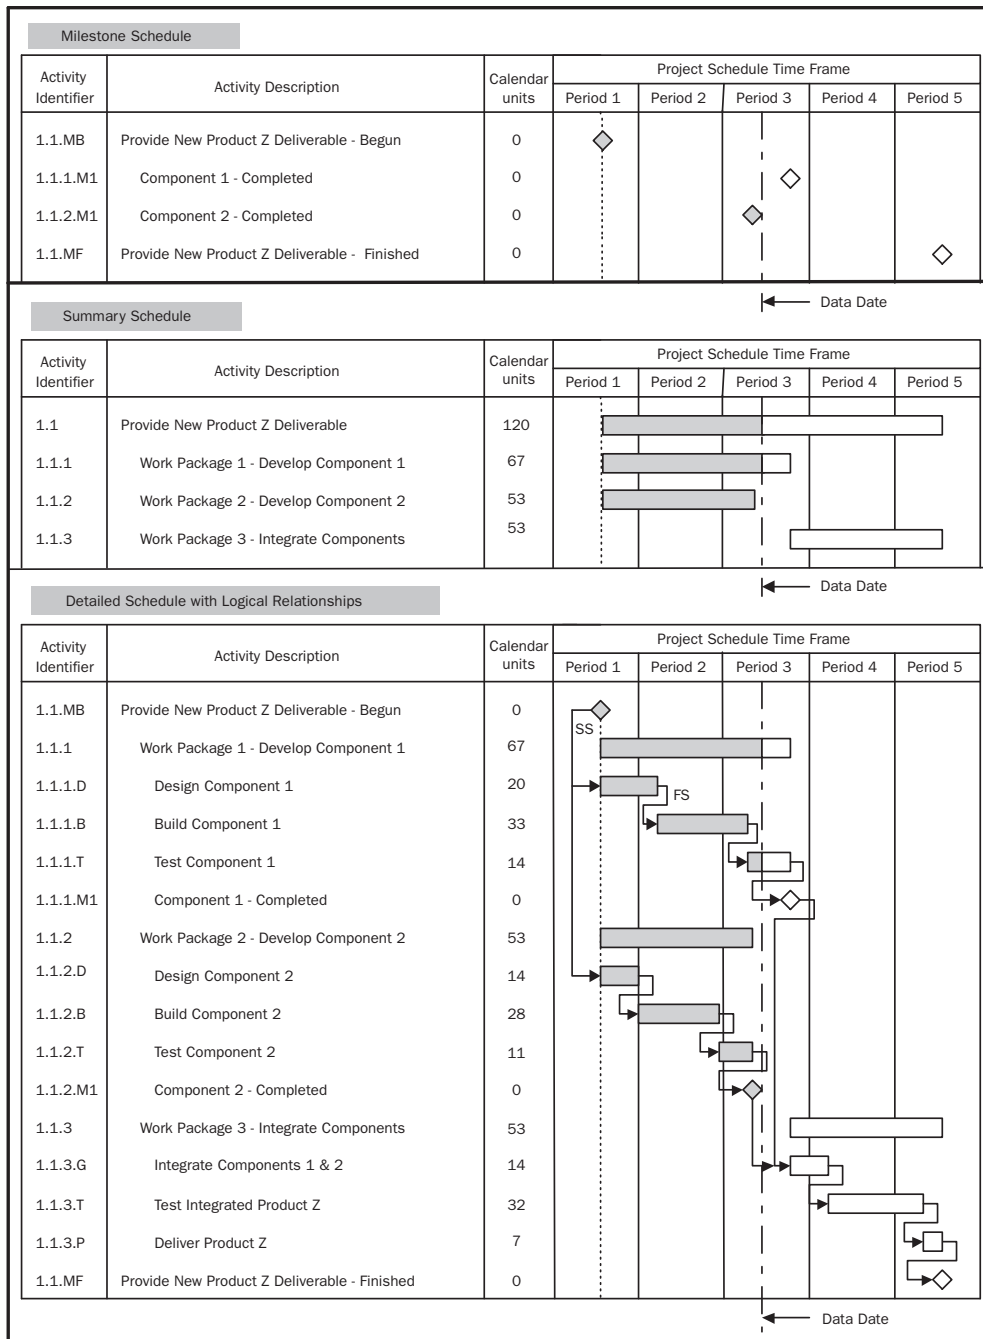 Milestone Schedule
Activity Identifier
Activity Description
Calendar units
Project Schedule Time Frame
Period 1 Period 2 Period 3 Period 4 Period 5
1.1.MB Provide New Product Z Deliverable - Begun 0
1.1.1.M1 Component 1 - Completed 0
1.1.2.M1 Component 2 - Completed 0
1.1.MF Provide New Product Z Deliverable - Finished 0
Data Date
Summary Schedule
Activity Identifier
Activity Description
Calendar units
Project Schedule Time Frame
Period 1 Period 2 Period 3 Period 4 Period 5
1.1 Provide New Product Z Deliverable 120
1.1.1 Work Package 1 - Develop Component 1 67
1.1.2 Work Package 2 - Develop Component 2 53
1.1.3 Work Package 3 - Integrate Components 53
Data Date
Detailed Schedule with Logical Relationships
Activity Identifier
Activity Description
Calendar units
Project Schedule Time Frame
Period 1 Period 2 Period 3 Period 4 Period 5
1.1.MB Provide New Product Z Deliverable - Begun 0
SS
1.1.1 Work Package 1 - Develop Component 1 67
1.1.1.D Design Component 1 20
FS
1.1.1.B Build Component 1 33
1.1.1.T Test Component 1 14
1.1.1.M1 Component 1 - Completed 0
1.1.2 Work Package 2 - Develop Component 2 53
1.1.2.D Design Component 2 14
1.1.2.B Build Component 2 28
1.1.2.T Test Component 2 11
1.1.2.M1 Component 2 - Completed 0
1.1.3 Work Package 3 - Integrate Components 53
1.1.3.G Integrate Components 1 & 2 14
1.1.3.T Test Integrated Product Z 32
1.1.3.P Deliver Product Z 7
1.1.MF Provide New Product Z Deliverable - Finished 0
Data Date